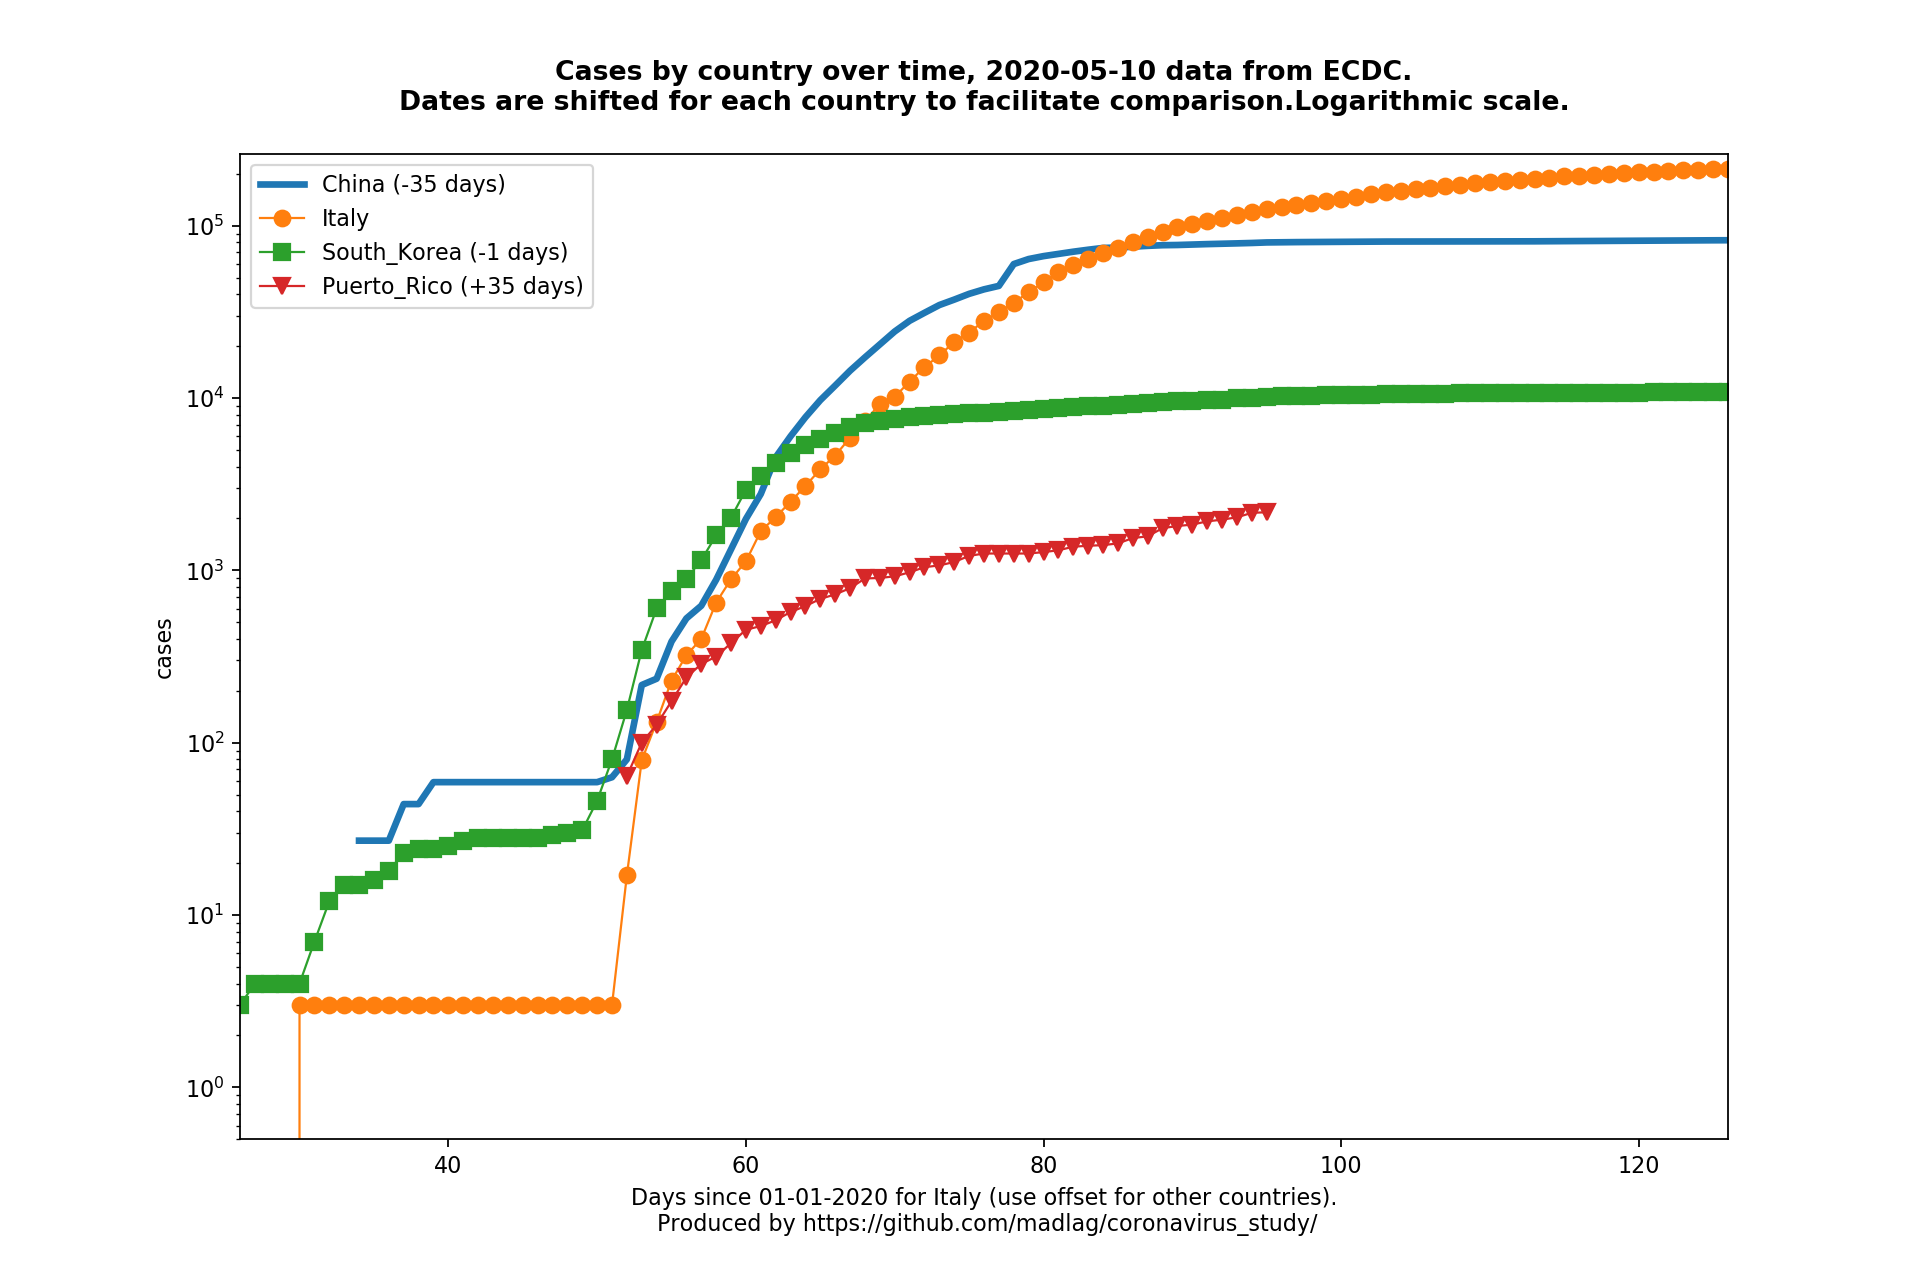 Cases by country over time, 2020-05-10 data from ECDC.
Dates are shifted for each country to facilitate comparison.Logarithmic scale.
China (-35 days)
Italy
South_Korea (-1 days)
Puerto_Rico (+35 days)
cases
10^5
10^4
10^3
10^2
10^1
10^0
40 60 80 100 120
Days since 01-01-2020 for Italy (use offset for other countries).
Produced by https://github.com/madlag/coronavirus_study/